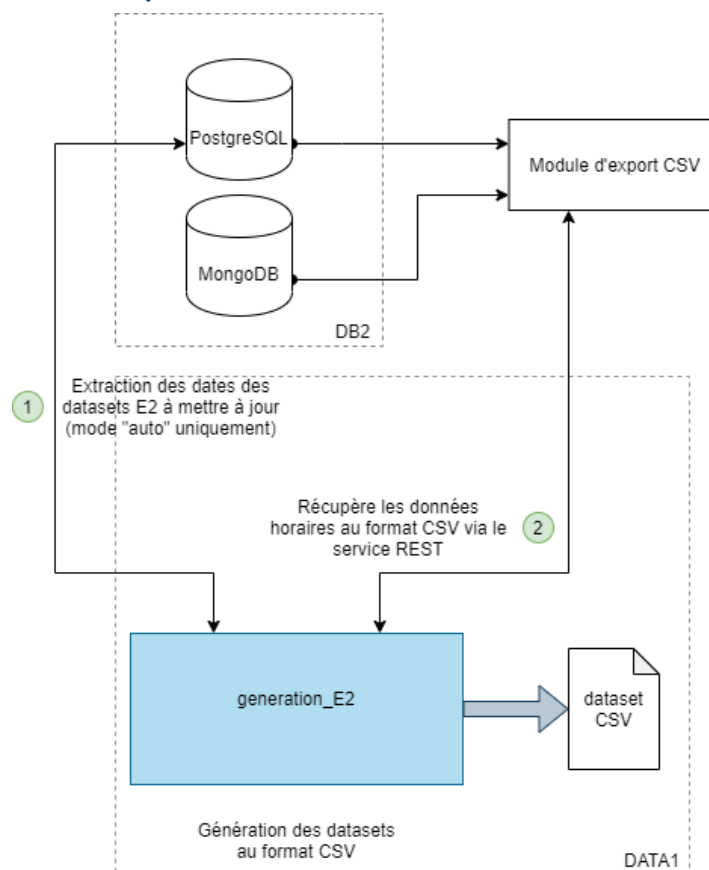 PostgreSQL
Module d'export CSV
MongoDB
DB2
1
Extraction des dates des
datasets E2 à mettre à jour
(mode "auto" uniquement)
Récupère les données
horaires au format CSV via le
service REST
2
generation_E2
dataset
CSV
Génération des datasets
au format CSV
DATA1